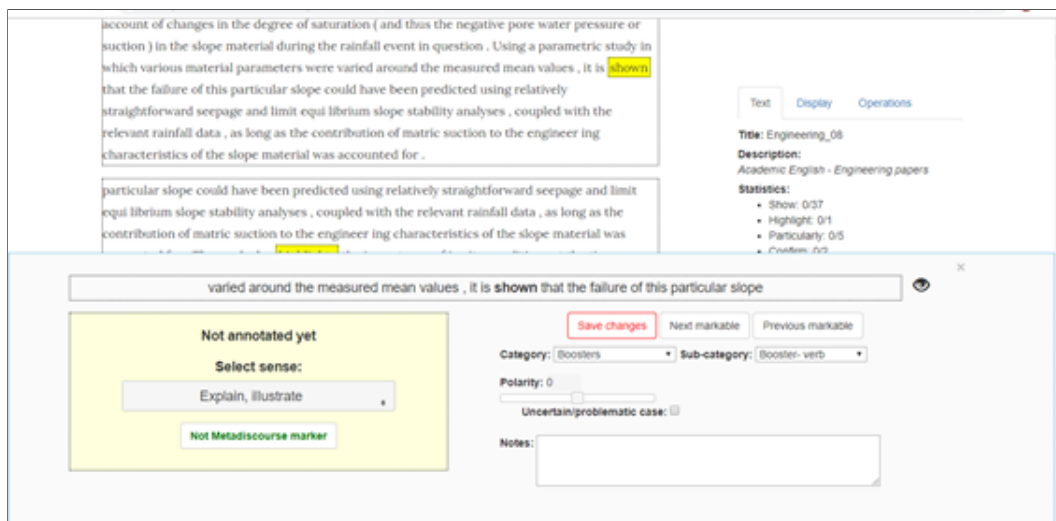 account of changes in the degree of saturation ( and thus the negative pore water pressure or
suction ) in the slope material during the rainfall event in question . Using a parametric study in
which various material parameters were varied around the measured mean values , it is shown
that the failure of this particular slope could have been predicted using relatively
straightforward seepage and limit equi librium slope stability analyses , coupled with the
relevant rainfall data , as long as the contribution of matric suction to the engineer ing
characteristics of the slope material was accounted for .
particular slope could have been predicted using relatively straightforward seepage and limit
equi librium slope stability analyses , coupled with the relevant rainfall data , as long as the
contribution of matric suction to the engineer ing characteristics of the slope material was
Text Display Operations
Title: Engineering_08
Description:
Academic English - Engineering papers
Statistics:
• Show: 0/37
• Highlight: 0/1
• Particularly: 0/5
• Confirm: 0/2
×
varied around the measured mean values , it is shown that the failure of this particular slope
Not annotated yet
Select sense:
Explain, illustrate
Not Metadiscourse marker
Save changes Next markable Previous markable
Category: Boosters Sub-category: Booster- verb
Polarity: 0
Uncertain/problematic case:
Notes: